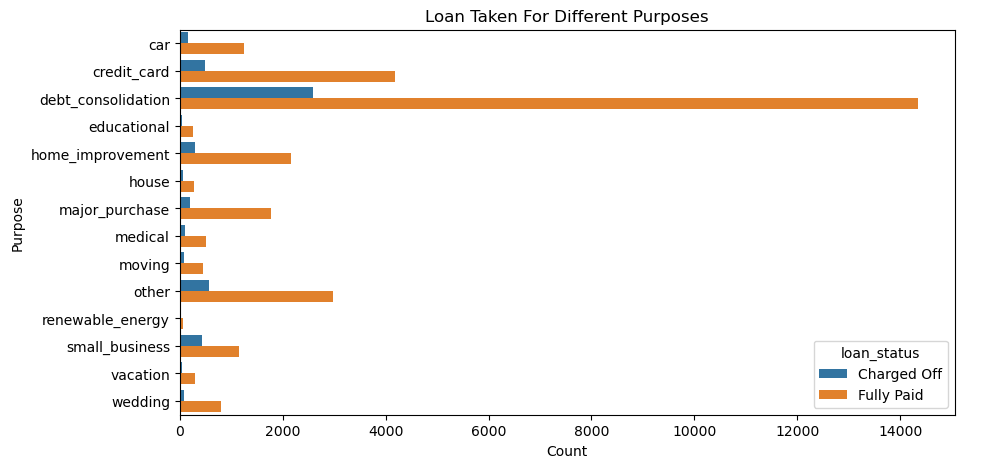 Loan Taken For Different Purposes
Purpose
car
credit_card
debt_consolidation
educational
home_improvement
house
major_purchase
medical
moving
other
renewable_energy
small_business
vacation
wedding
loan_status
Charged Off
Fully Paid
0 2000 4000 6000 8000 10000 12000 14000
Count